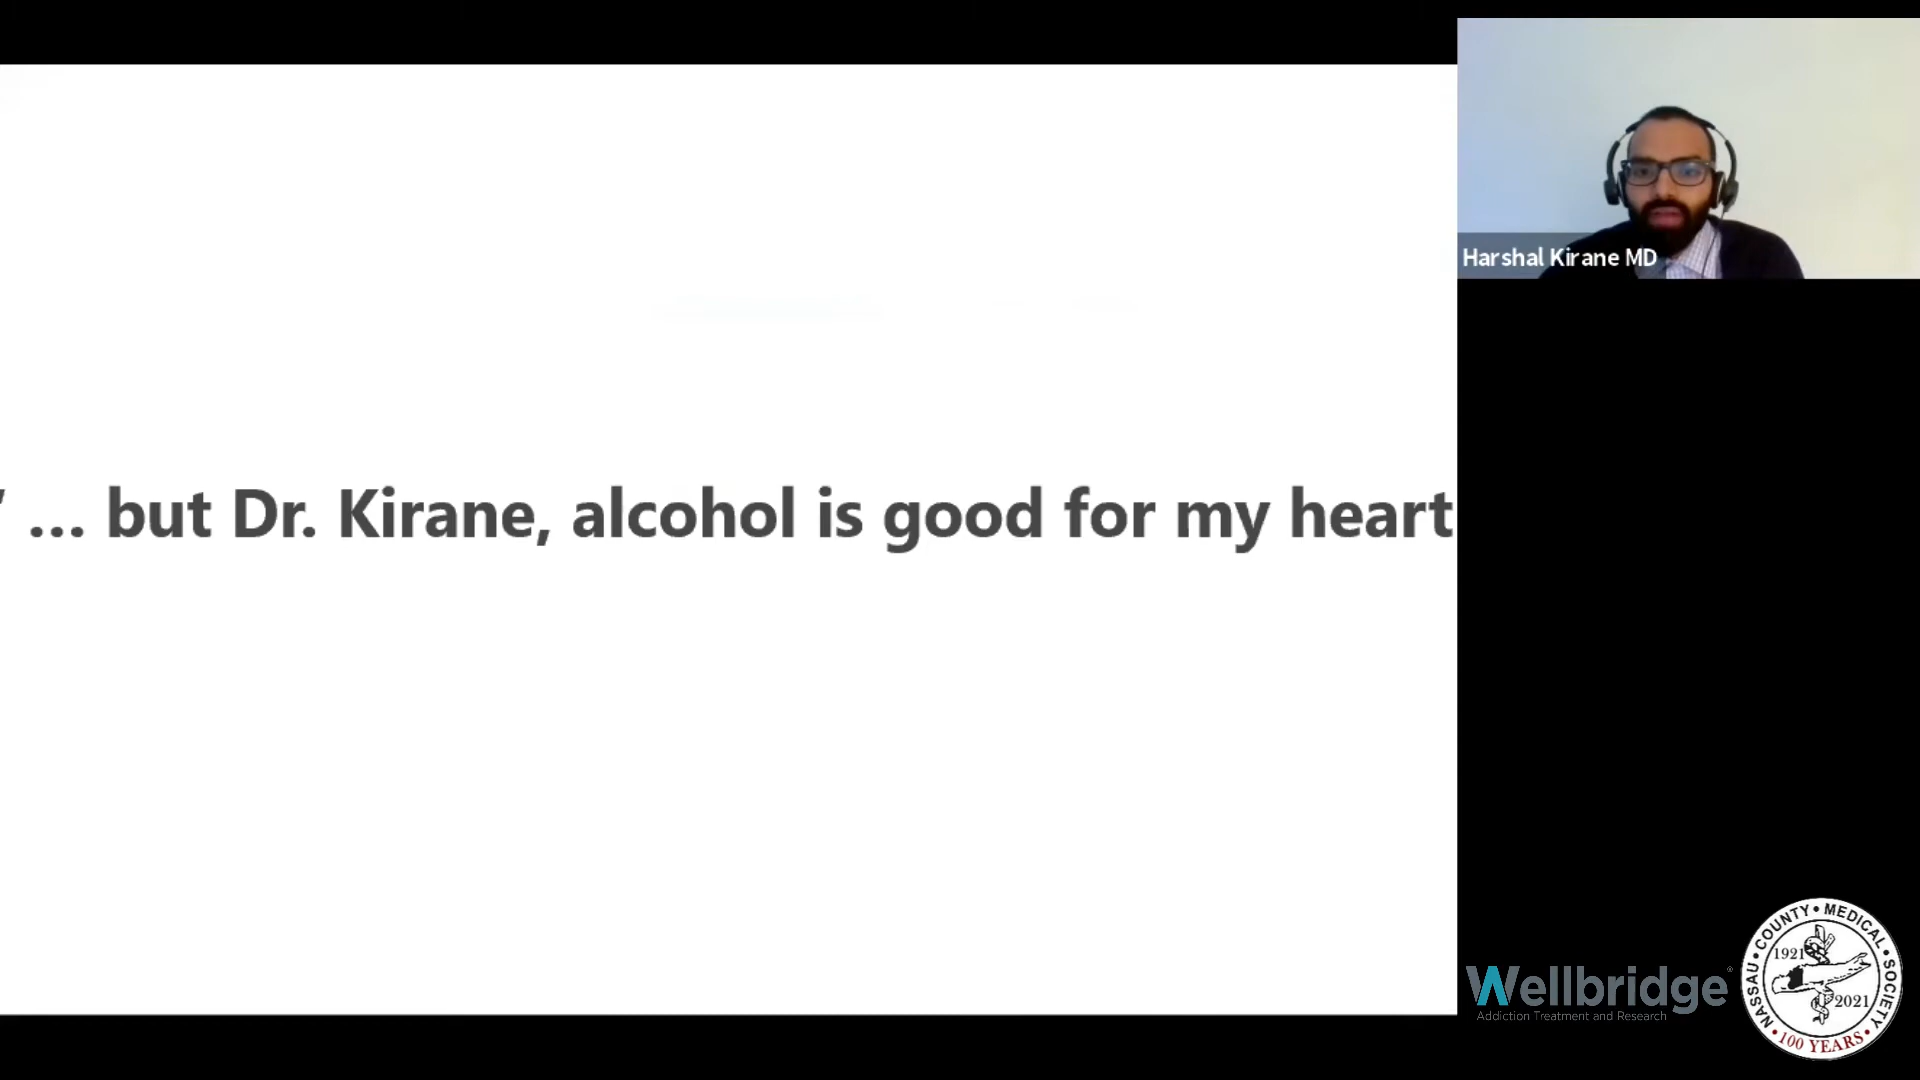 " ... but Dr. Kirane, alcohol is good for my heart
Harshal Kirane MD
Wellbridge®
Addiction Treatment and Research
NASSAU • COUNTY • MEDICAL • SOCIETY
1921
2021
• 100 YEARS •